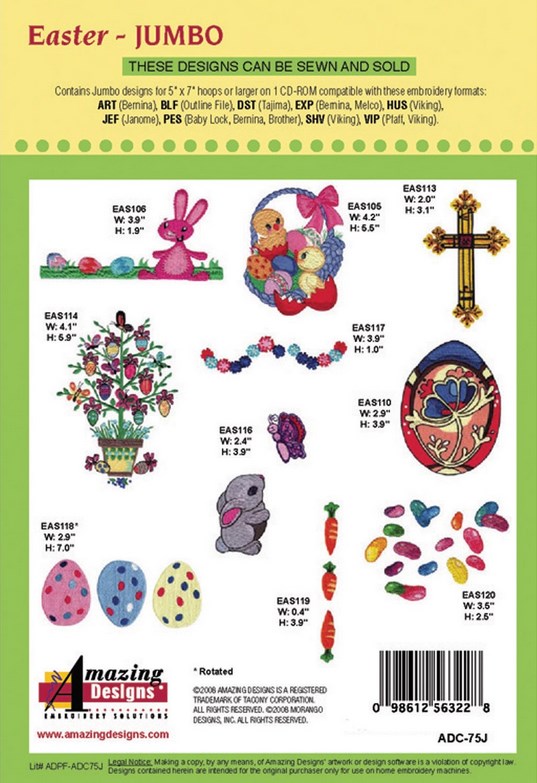 Easter - JUMBO
THESE DESIGNS CAN BE SEWN AND SOLD
Contains Jumbo designs for 5" x 7" hoops or larger on 1 CD-ROM compatible with these embroidery formats:
ART (Bernina), BLF (Outline File), DST (Tajima), EXP (Bernina, Melco), HUS (Viking),
JEF (Janome), PES (Baby Lock, Bernina, Brother), SHV (Viking), VIP (Pfaff, Viking).
EAS106
W: 3.9"
H: 1.9"
EAS105
W: 4.2"
H: 5.5"
EAS113
W: 2.0"
H: 3.1"
EAS114
W: 4.1"
H: 5.9"
EAS117
W: 3.9"
H: 1.0"
EAS110
W: 2.9"
H: 3.9"
EAS116
W: 2.4"
H: 3.9"
EAS118*
W: 2.9"
H: 7.0"
EAS119
W: 0.4"
H: 3.9"
EAS120
W: 3.5"
H: 2.5"
Amazing
Designs®
EMBROIDERY SOLUTIONS
www.amazingdesigns.com
* Rotated
©2008 AMAZING DESIGNS IS A REGISTERED
TRADEMARK OF TACONY CORPORATION.
ALL RIGHTS RESERVED. ©2008 MORANGO
DESIGNS, INC. ALL RIGHTS RESERVED.
0 98612 56322 8
ADC-75J
Lit# ADPF-ADC75J Legal Notice: Making a copy, by any means, of Amazing Designs' artwork or design software is a violation of copyright law.
Designs contained herein are intended for the original purchaser only for use on home embroidery machines.